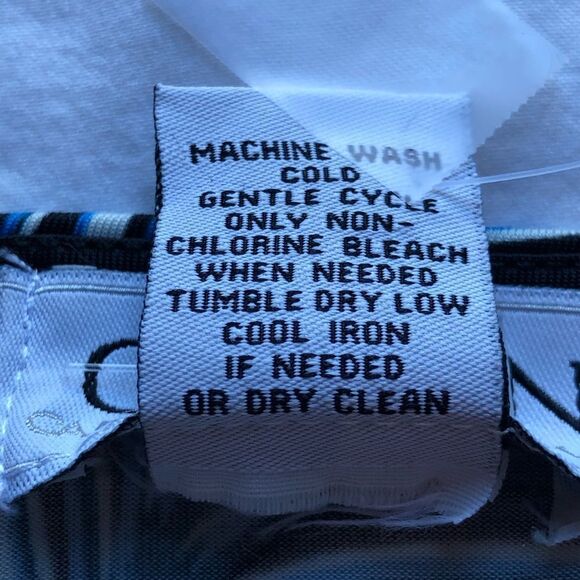 MACHINE WASH
COLD
GENTLE CYCLE
ONLY NON-
CHLORINE BLEACH
WHEN NEEDED
TUMBLE DRY LOW
COOL IRON
IF NEEDED
OR DRY CLEAN